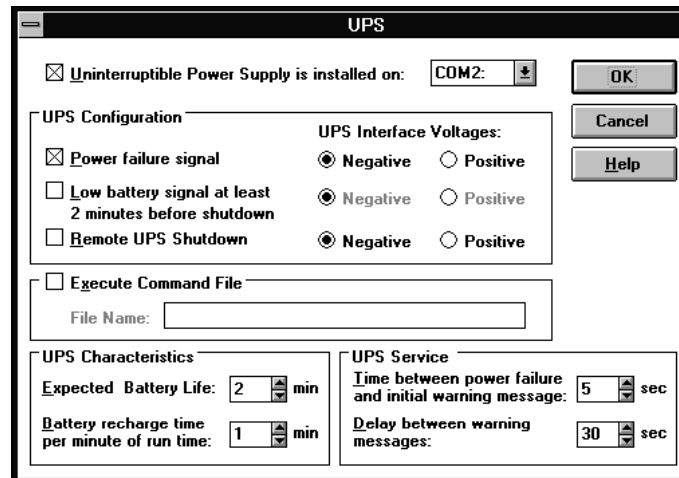 UPS
Uninterruptible Power Supply is installed on: COM2:
OK
Cancel
Help
UPS Configuration
UPS Interface Voltages:
Power failure signal Negative Positive
Low battery signal at least
2 minutes before shutdown Negative Positive
Remote UPS Shutdown Negative Positive
Execute Command File
File Name:
UPS Characteristics
Expected Battery Life: 2 min
Battery recharge time
per minute of run time: 1 min
UPS Service
Time between power failure
and initial warning message: 5 sec
Delay between warning
messages: 30 sec